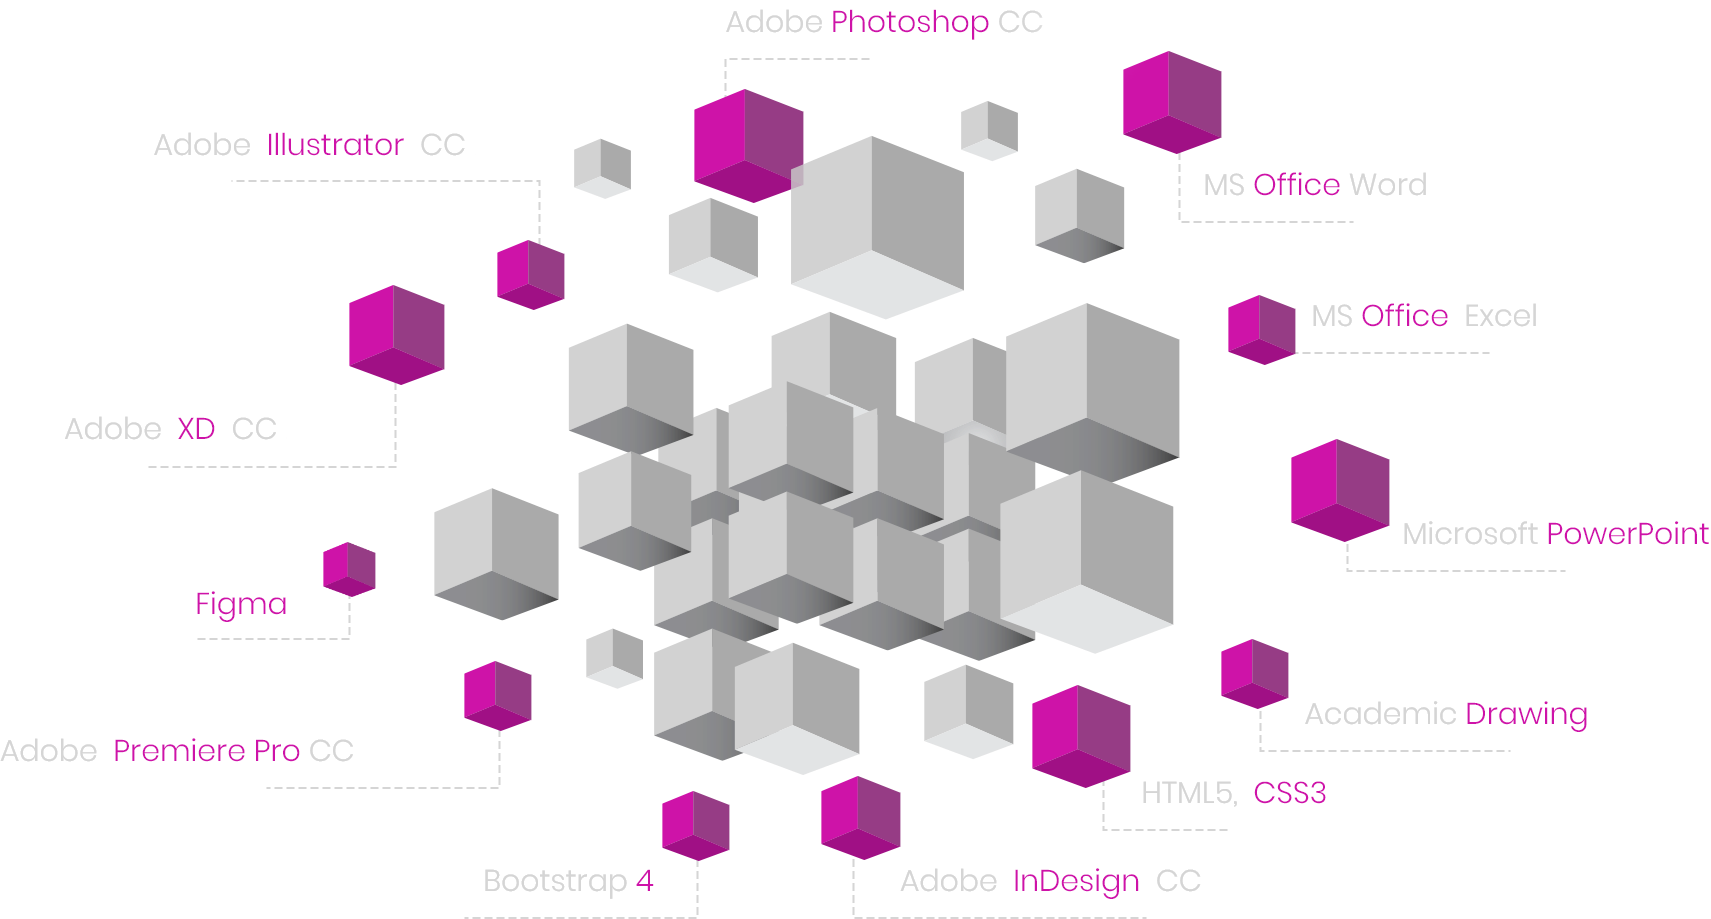 Adobe Photoshop CC
Adobe Illustrator CC
MS Office Word
MS Office Excel
Adobe XD CC
Microsoft PowerPoint
Figma
Academic Drawing
Adobe Premiere Pro CC
HTML5, CSS3
Bootstrap 4
Adobe InDesign CC